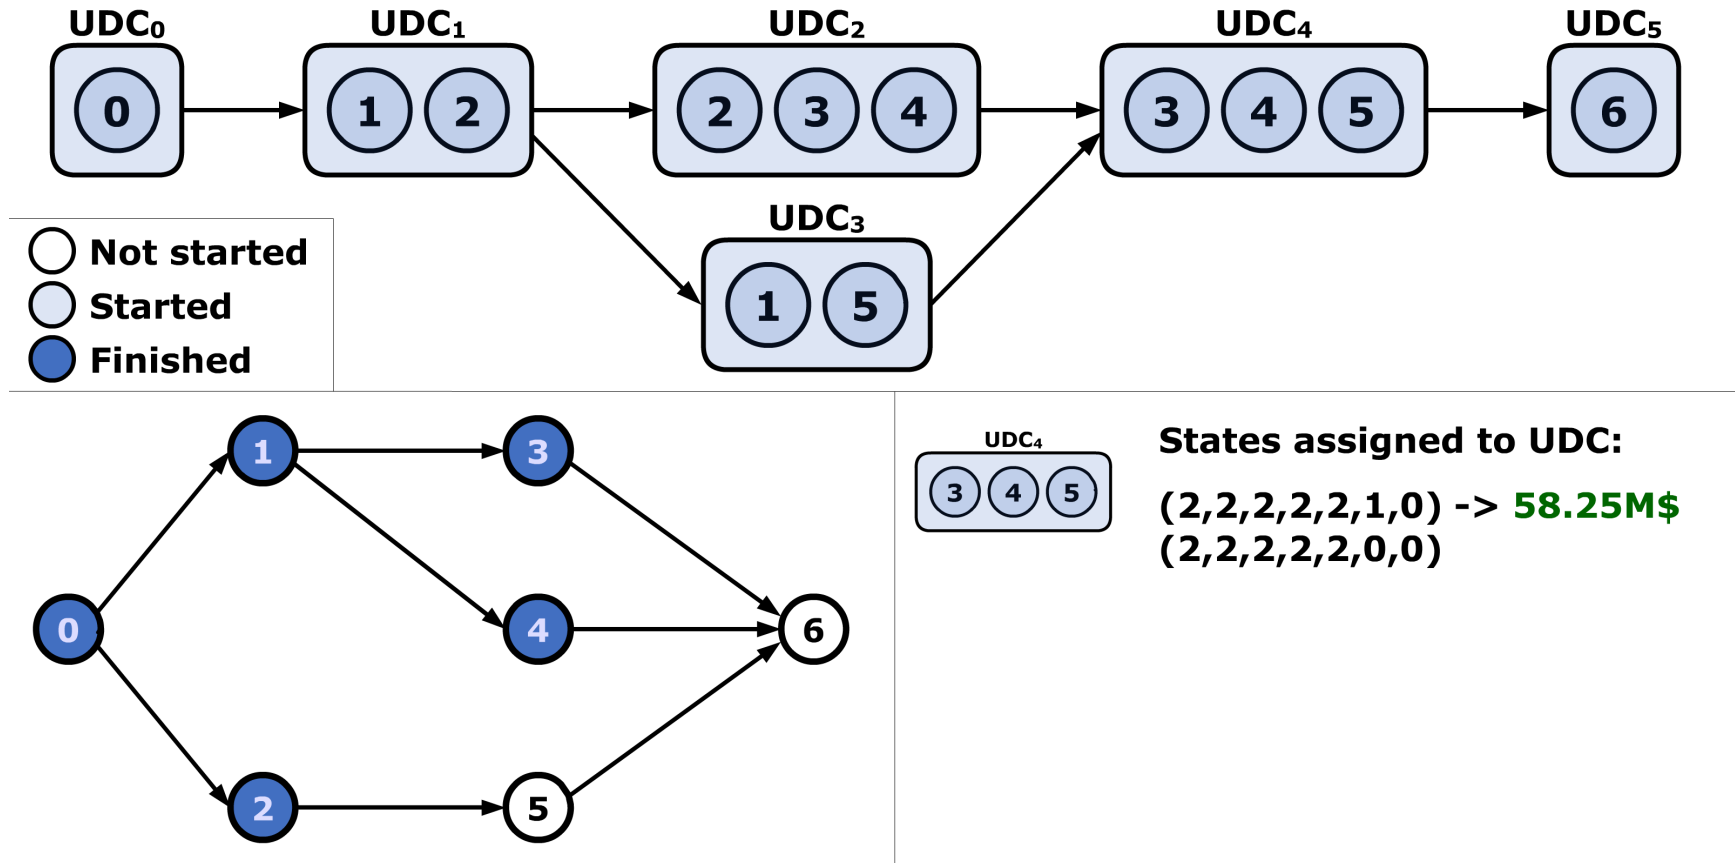 UDC₀
UDC₁
UDC₂
UDC₄
UDC₅
0
1 2
2 3 4
3 4 5
6
UDC₃
1 5
Not started
Started
Finished
1
3
0
4
6
2
5
UDC₄
3 4 5
States assigned to UDC:
(2,2,2,2,2,1,0) -> 58.25M$
(2,2,2,2,2,0,0)